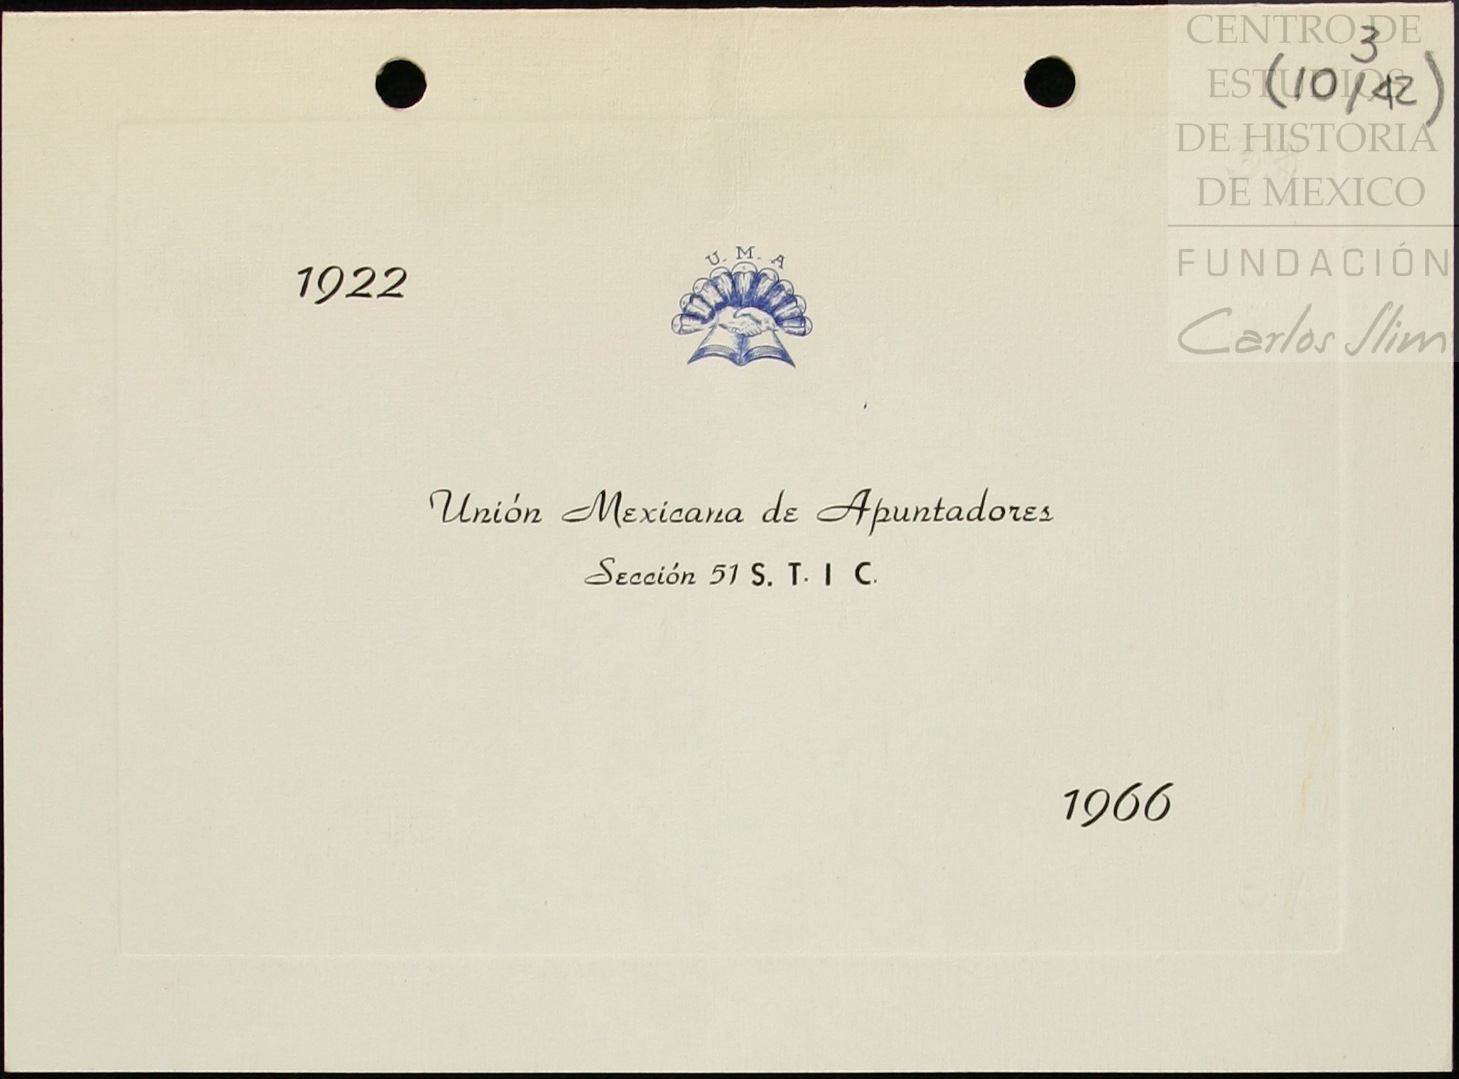 CENTRO DE
ESTUDIOS
DE HISTORIA
DE MEXICO
FUNDACIÓN
Carlos Slim
3
(10/42)
1922
U. M. A
Unión Mexicana de Apuntadores
Sección 51 S. T. I C.
1966